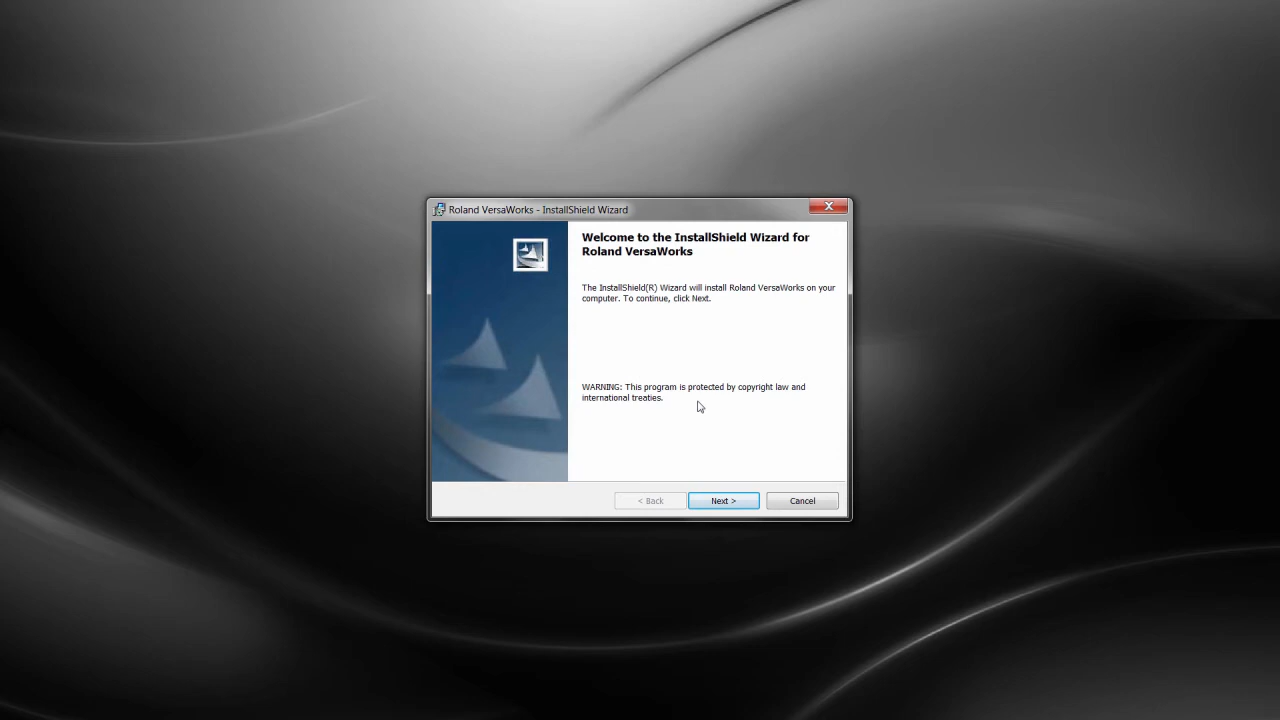 Roland VersaWorks - InstallShield Wizard
Welcome to the InstallShield Wizard for
Roland VersaWorks
The InstallShield(R) Wizard will install Roland VersaWorks on your
computer. To continue, click Next.
WARNING: This program is protected by copyright law and
international treaties.
< Back Next > Cancel